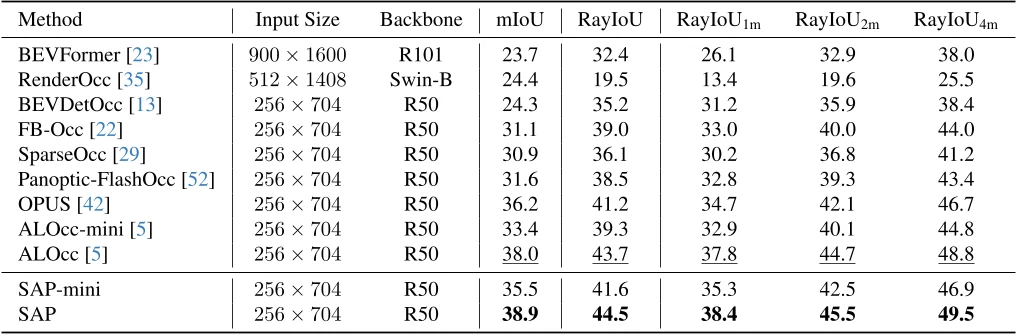 Method Input Size Backbone mIoU RayIoU RayIoU1m RayIoU2m RayIoU4m
BEVFormer [23] 900 × 1600 R101 23.7 32.4 26.1 32.9 38.0
RenderOcc [35] 512 × 1408 Swin-B 24.4 19.5 13.4 19.6 25.5
BEVDetOcc [13] 256 × 704 R50 24.3 35.2 31.2 35.9 38.4
FB-Occ [22] 256 × 704 R50 31.1 39.0 33.0 40.0 44.0
SparseOcc [29] 256 × 704 R50 30.9 36.1 30.2 36.8 41.2
Panoptic-FlashOcc [52] 256 × 704 R50 31.6 38.5 32.8 39.3 43.4
OPUS [42] 256 × 704 R50 36.2 41.2 34.7 42.1 46.7
ALOcc-mini [5] 256 × 704 R50 33.4 39.3 32.9 40.1 44.8
ALOcc [5] 256 × 704 R50 38.0 43.7 37.8 44.7 48.8
SAP-mini 256 × 704 R50 35.5 41.6 35.3 42.5 46.9
SAP 256 × 704 R50 38.9 44.5 38.4 45.5 49.5